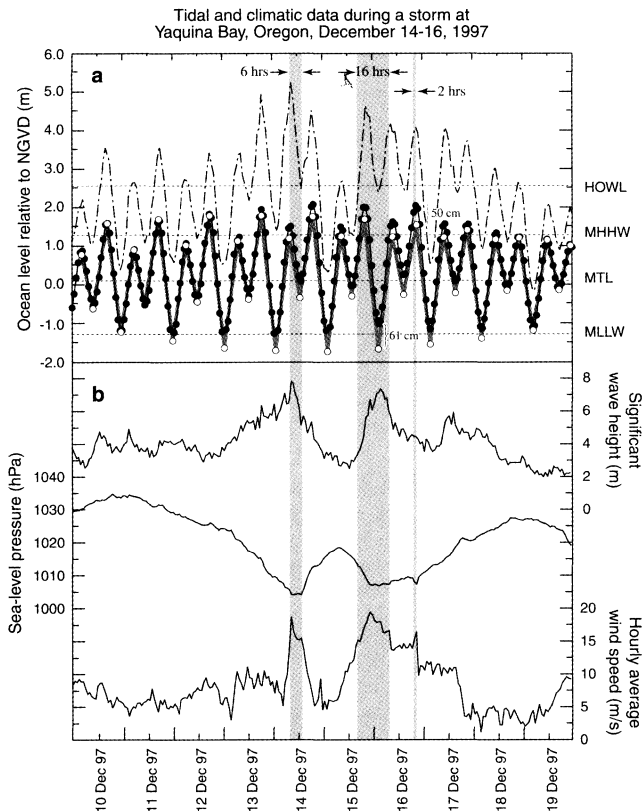 Tidal and climatic data during a storm at
Yaquina Bay, Oregon, December 14-16, 1997
a
6 hrs
16 hrs
2 hrs
Ocean level relative to NGVD (m)
6.0
5.0
4.0
3.0
2.0
1.0
0.0
-1.0
-2.0
HOWL
50 cm
MHHW
MTL
61 cm
MLLW
b
Significant
wave height (m)
8
6
4
2
0
Sea-level pressure (hPa)
1040
1030
1020
1010
1000
Hourly average
wind speed (m/s)
20
15
10
5
0
10 Dec 97
11 Dec 97
12 Dec 97
13 Dec 97
14 Dec 97
15 Dec 97
16 Dec 97
17 Dec 97
18 Dec 97
19 Dec 97